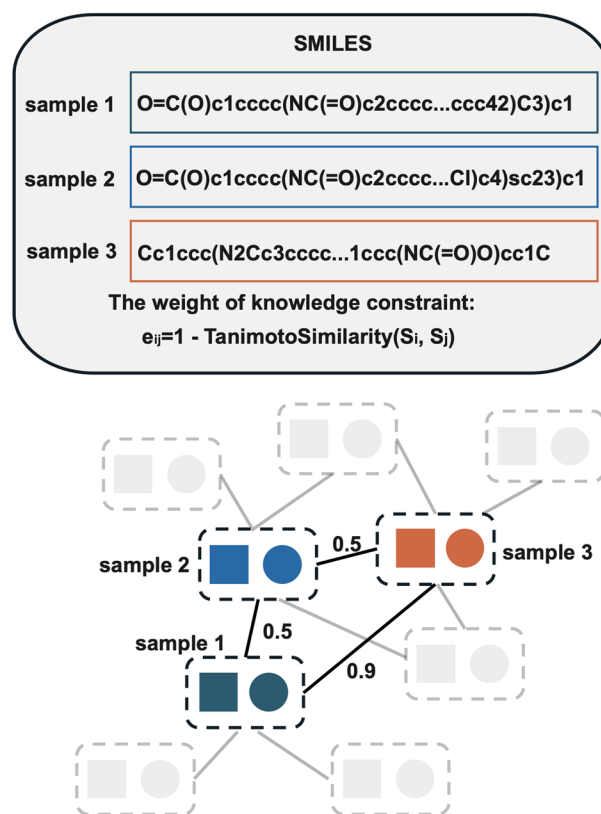 SMILES
sample 1 O=C(O)c1cccc(NC(=O)c2cccc...ccc42)C3)c1
sample 2 O=C(O)c1cccc(NC(=O)c2cccc...Cl)c4)sc23)c1
sample 3 Cc1ccc(N2Cc3cccc...1ccc(NC(=O)O)cc1C
The weight of knowledge constraint:
eij=1 - TanimotoSimilarity(Si, Sj)
sample 2
0.5
sample 3
sample 1
0.5
0.9